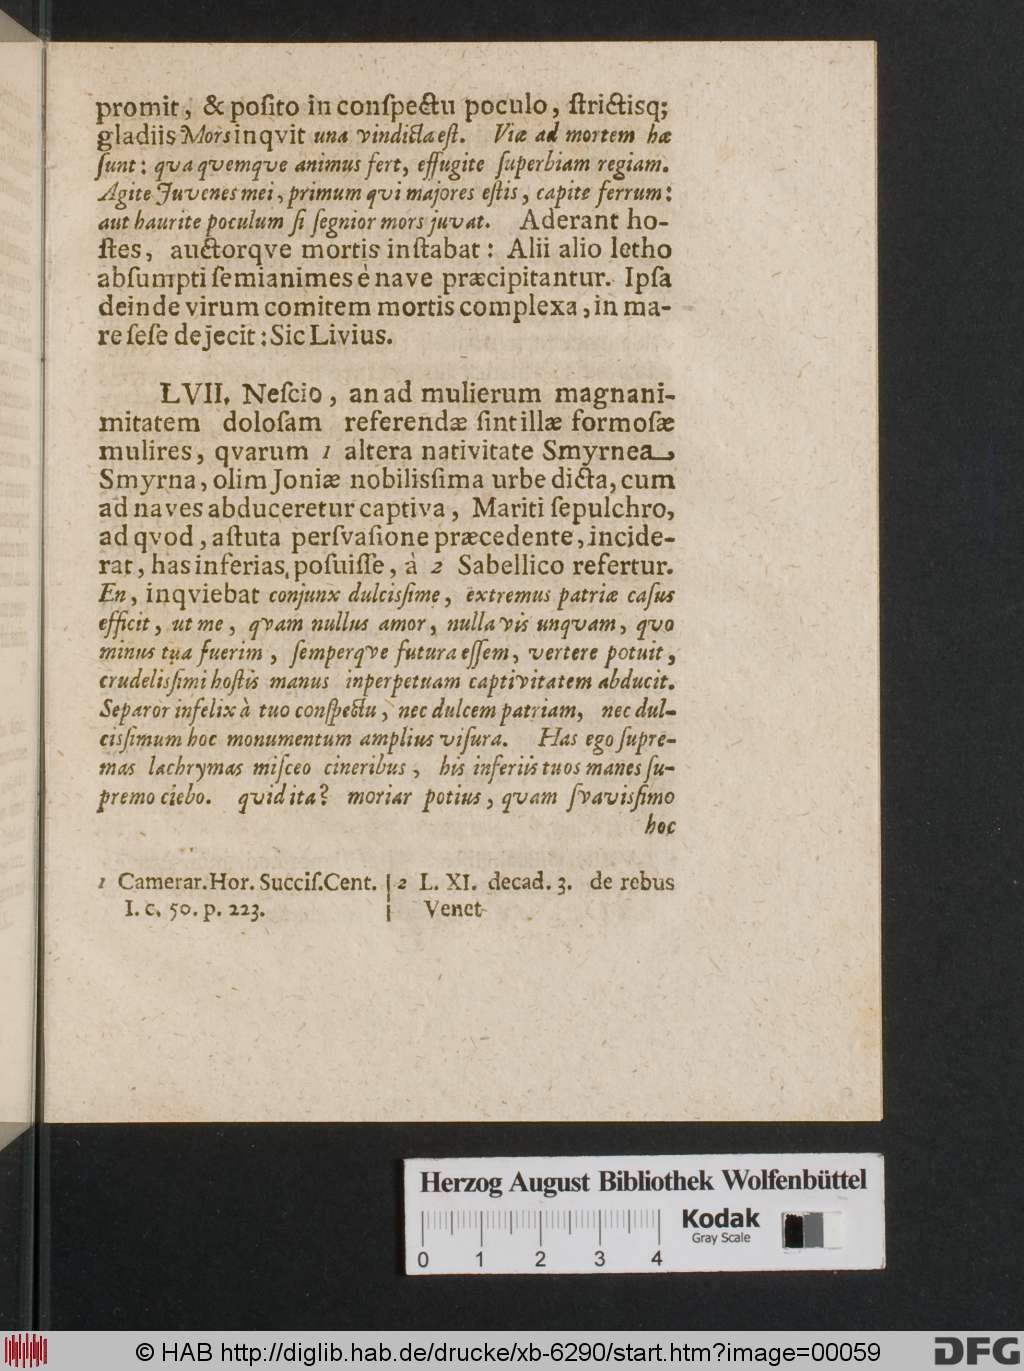 promit, & poſito in conſpectu poculo, ſtrictisq;
gladiis Mors inqvit una vindicta eſt. Viæ ad mortem hæ
ſunt: qva qvemqve animus fert, effugite ſuperbiam regiam.
Agite Juvenes mei, primum qvi majores eſtis, capite ferrum:
aut haurite poculum ſi ſegnior mors juvat. Aderant ho-
ſtes, auctorqve mortis inſtabat: Alii alio letho
abſumpti ſemianimes è nave præcipitantur. Ipſa
deinde virum comitem mortis complexa, in ma-
re ſeſe dejecit: Sic Livius.
LVII. Neſcio, an ad mulierum magnani-
mitatem doloſam referendæ ſint illæ formoſæ
mulires, qvarum 1 altera nativitate Smyrnea,
Smyrna, olim Joniæ nobilisſima urbe dicta, cum
ad naves abduceretur captiva, Mariti ſepulchro,
ad qvod, aſtuta perſvaſione præcedente, incide-
rat, has inferias poſuiſſe, à 2 Sabellico refertur.
En, inqviebat conjunx dulcisſime, extremus patriæ caſus
efficit, ut me, qvam nullus amor, nulla vis unqvam, qvo
minus tua fuerim, ſemperqve futura eſſem, vertere potuit,
crudelisſimi hoſtis manus inperpetuam captivitatem abducit.
Separor infelix à tuo conſpectu, nec dulcem patriam, nec dul-
cisſimum hoc monumentum amplius viſura. Has ego ſupre-
mas lachrymas miſceo cineribus, his inferiis tuos manes ſu-
premo ciebo. qvid ita? moriar potius, qvam ſvavisſimo
hoc
1 Camerar. Hor. Succiſ. Cent.
I. c. 50. p. 223.
2 L. XI. decad. 3. de rebus
Venet
Herzog August Bibliothek Wolfenbüttel
Kodak
Gray Scale
0 1 2 3 4
© HAB http://diglib.hab.de/drucke/xb-6290/start.htm?image=00059
DFG